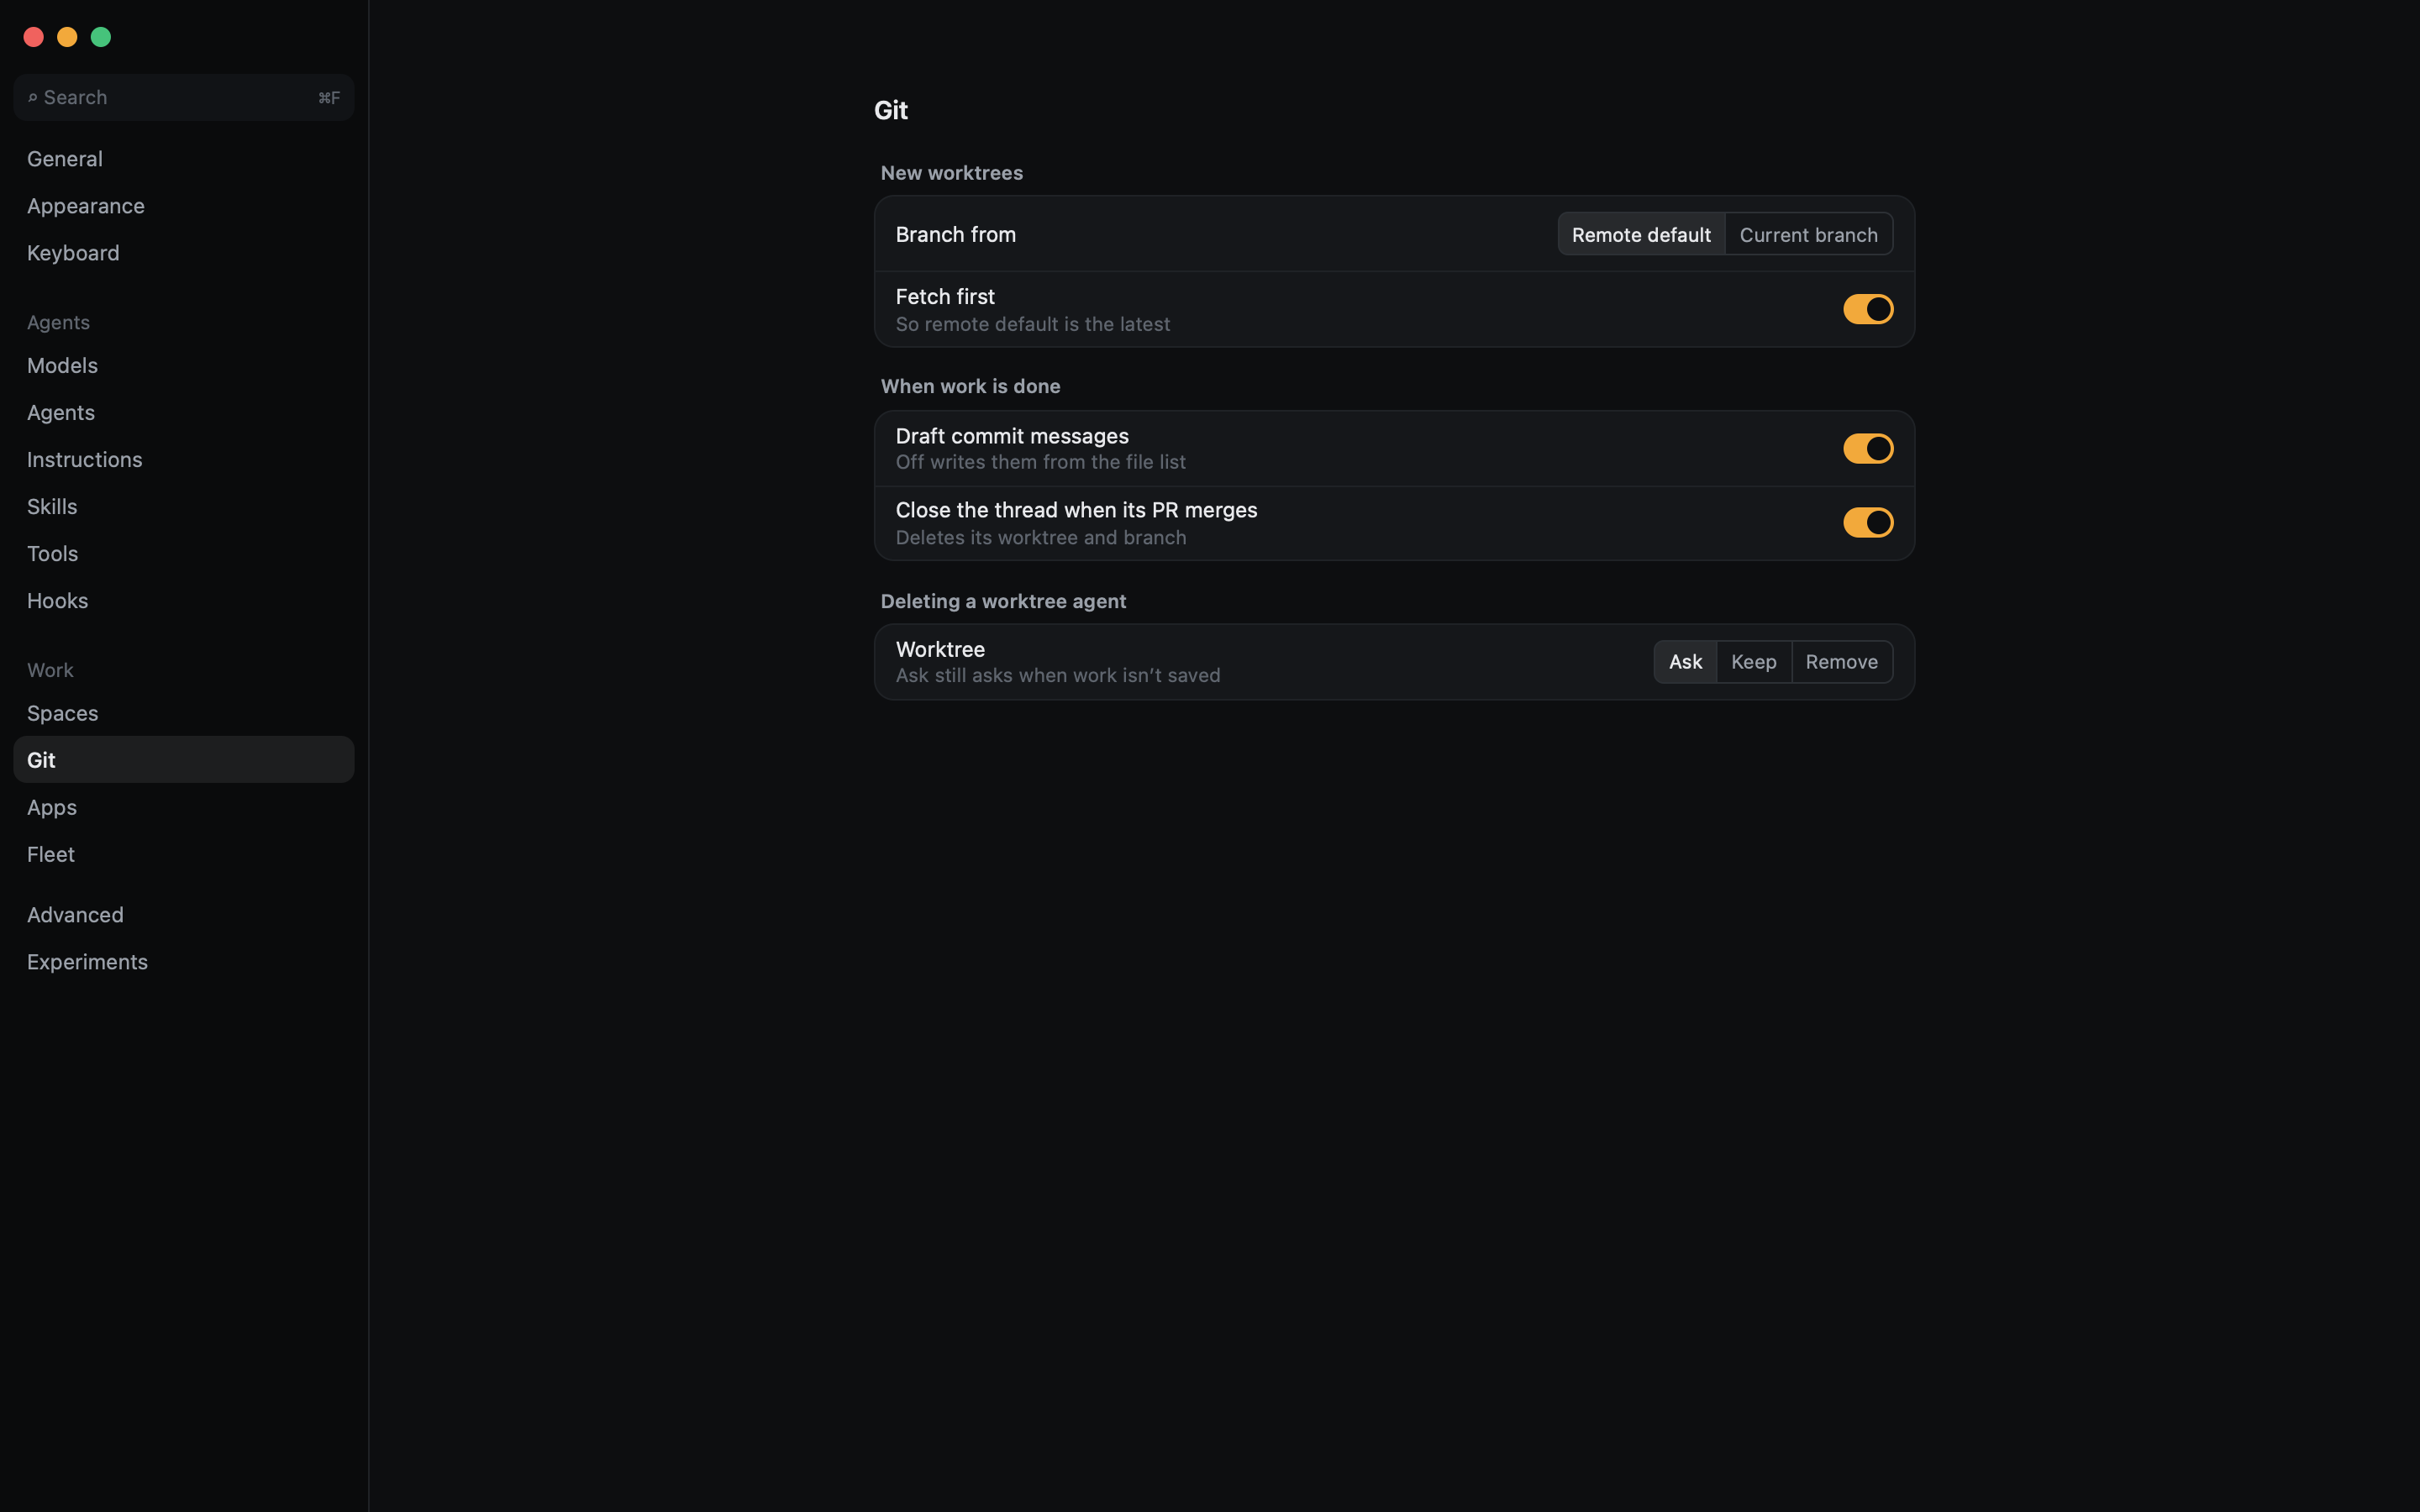 Search ⌘F
General
Appearance
Keyboard
Agents
Models
Agents
Instructions
Skills
Tools
Hooks
Work
Spaces
Git
Apps
Fleet
Advanced
Experiments
Git
New worktrees
Branch from Remote default Current branch
Fetch first
So remote default is the latest
When work is done
Draft commit messages
Off writes them from the file list
Close the thread when its PR merges
Deletes its worktree and branch
Deleting a worktree agent
Worktree
Ask still asks when work isn’t saved
Ask Keep Remove